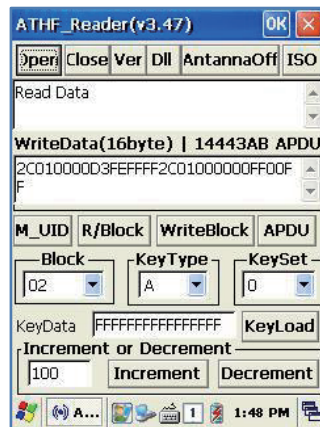 ATHF_Reader(v3.47) OK
Open Close Ver Dll AntannaOff ISO
Read Data
WriteData(16byte) | 14443AB APDU
2C010000D3FEFFFF2C01000000FF00F
F
M_UID R/Block WriteBlock APDU
Block KeyType KeySet
02 A 0
KeyData FFFFFFFFFFFFFFFF KeyLoad
Increment or Decrement
100 Increment Decrement
A... 1 1:48 PM